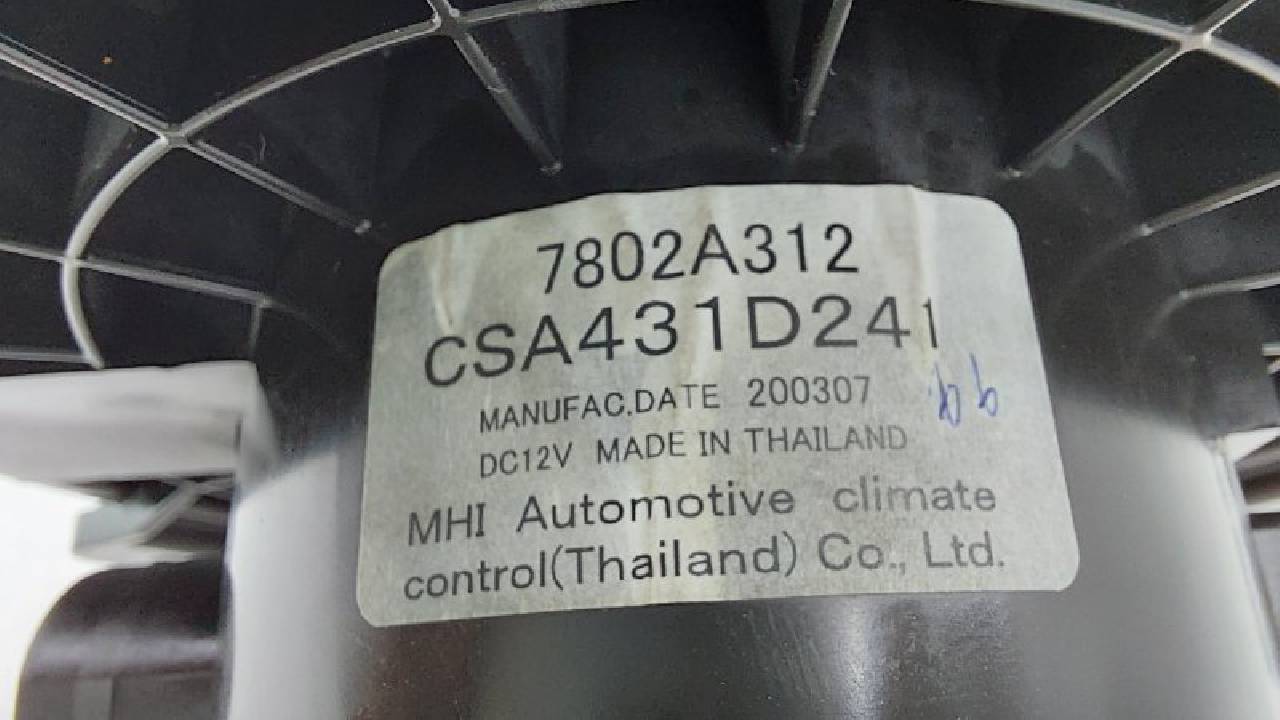 7802A312
CSA431D241
MANUFAC.DATE 200307
DC12V MADE IN THAILAND
MHI Automotive climate
control(Thailand) Co., Ltd.